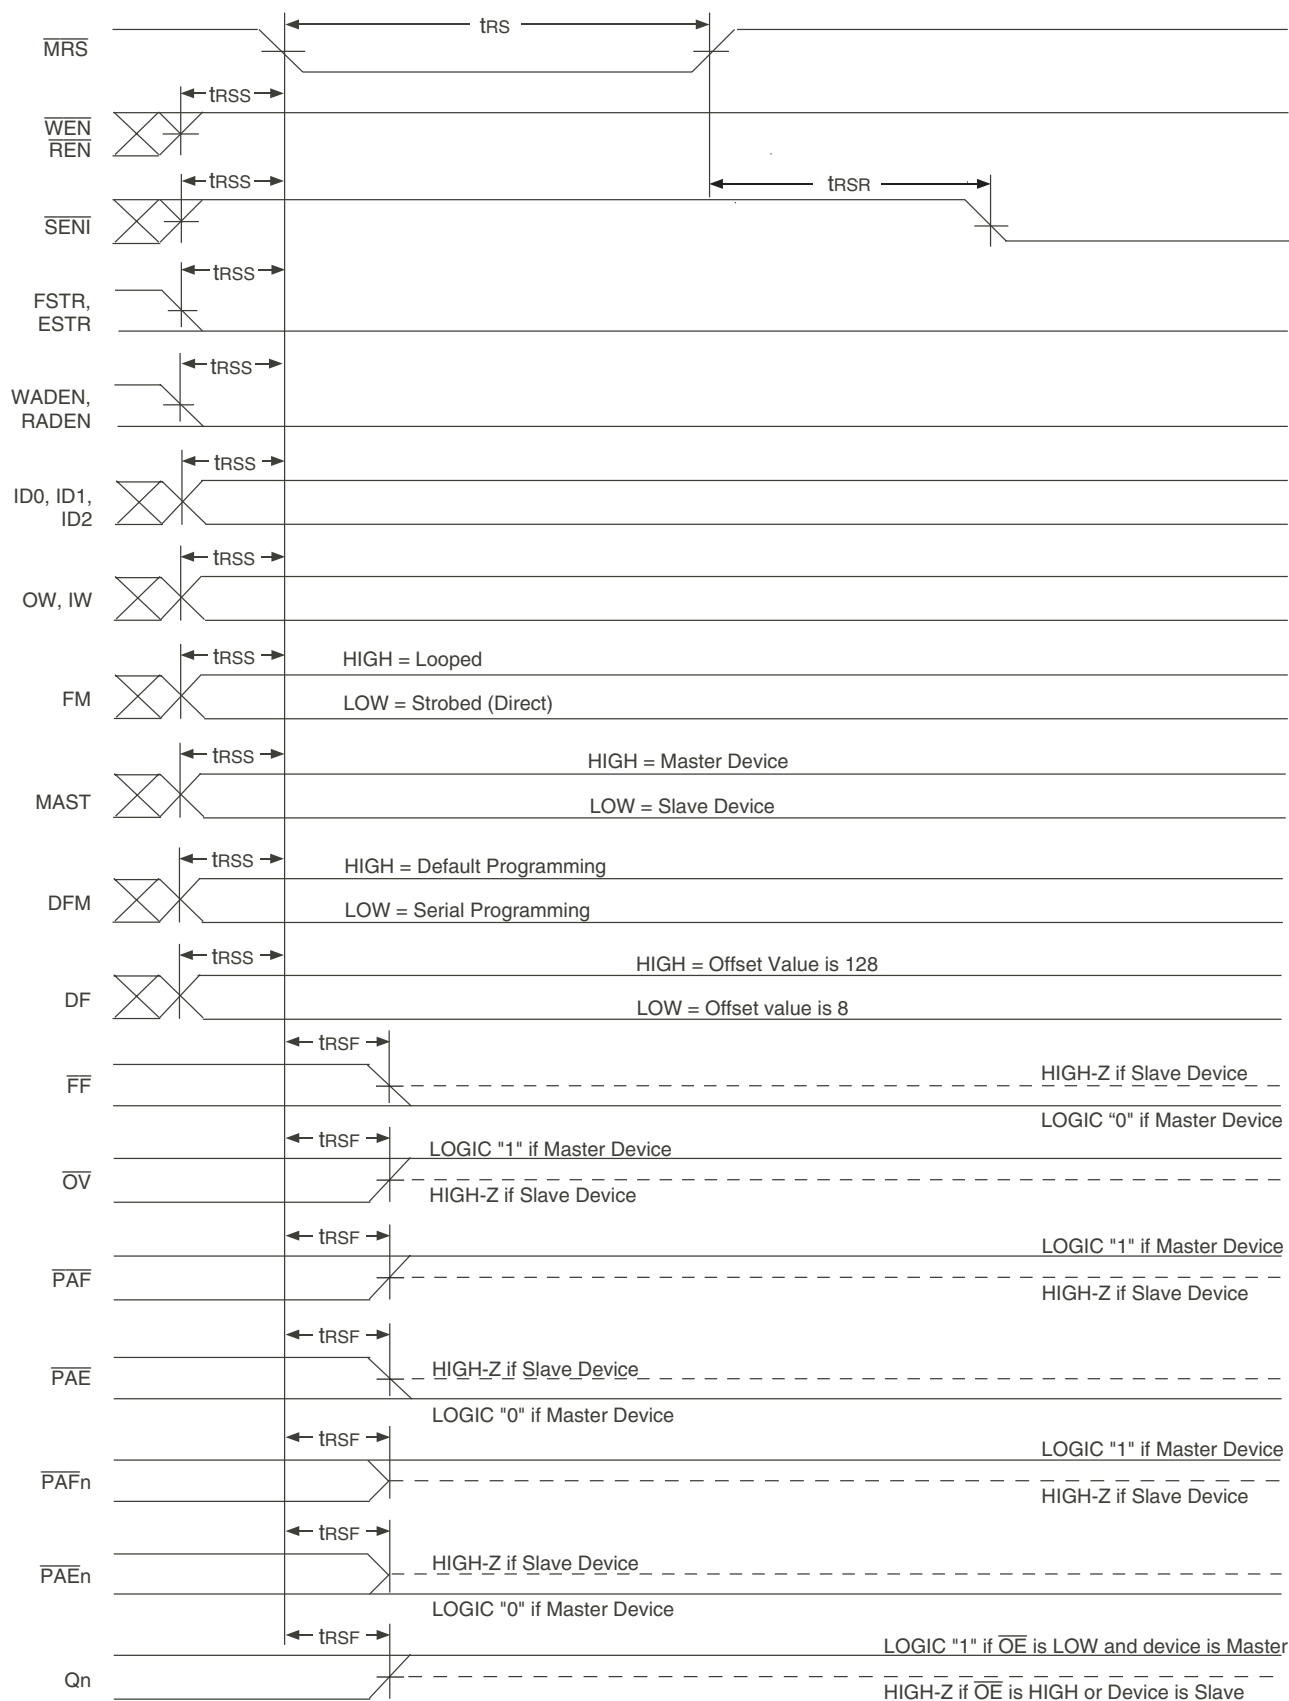 tRS
MRS
tRSS
WEN
REN
tRSS
tRSR
SENI
tRSS
FSTR,
ESTR
tRSS
WADEN,
RADEN
tRSS
ID0, ID1,
ID2
tRSS
OW, IW
tRSS
HIGH = Looped
FM
LOW = Strobed (Direct)
tRSS
HIGH = Master Device
MAST
LOW = Slave Device
tRSS
HIGH = Default Programming
DFM
LOW = Serial Programming
tRSS
HIGH = Offset Value is 128
DF
LOW = Offset value is 8
tRSF
HIGH-Z if Slave Device
FF
LOGIC “0" if Master Device
tRSF
LOGIC "1" if Master Device
OV
HIGH-Z if Slave Device
tRSF
LOGIC "1" if Master Device
PAF
HIGH-Z if Slave Device
tRSF
HIGH-Z if Slave Device
PAE
LOGIC "0" if Master Device
tRSF
LOGIC "1" if Master Device
PAFn
HIGH-Z if Slave Device
tRSF
HIGH-Z if Slave Device
PAEn
LOGIC "0" if Master Device
tRSF
LOGIC "1" if OE is LOW and device is Master
Qn
HIGH-Z if OE is HIGH or Device is Slave